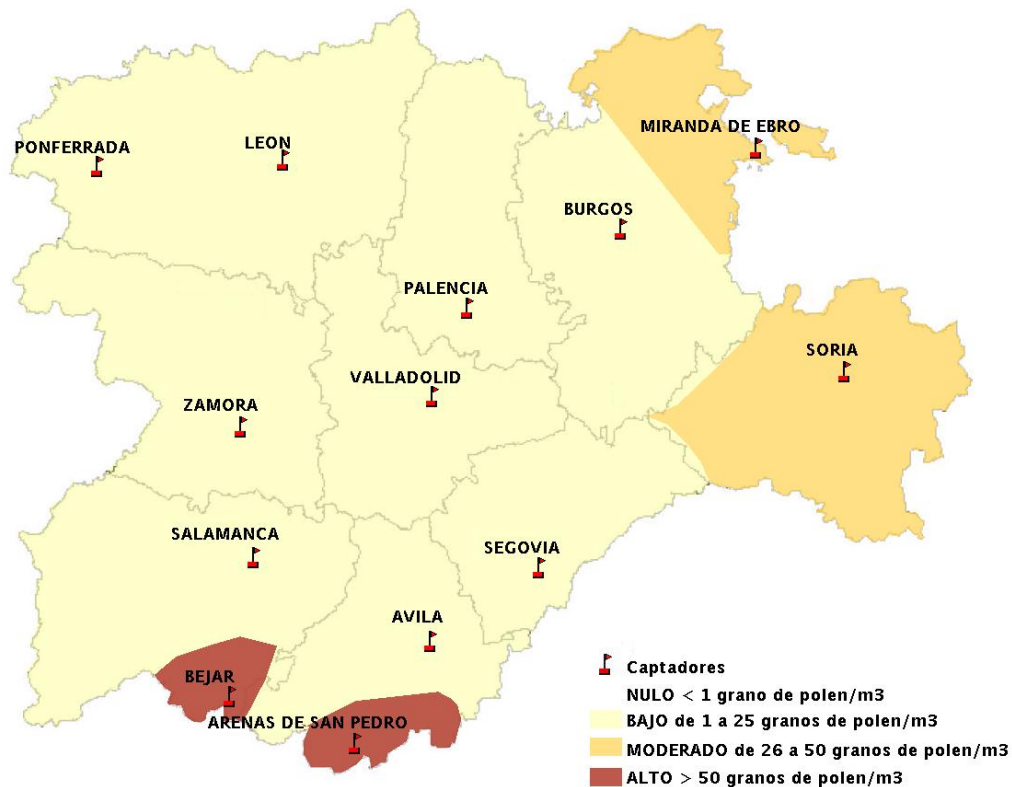 MIRANDA DE EBRO
PONFERRADA
LEON
BURGOS
PALENCIA
SORIA
VALLADOLID
ZAMORA
SALAMANCA
SEGOVIA
AVILA
BEJAR
ARENAS DE SAN PEDRO
Captadores
NULO < 1 grano de polen/m3
BAJO de 1 a 25 granos de polen/m3
MODERADO de 26 a 50 granos de polen/m3
ALTO > 50 granos de polen/m3